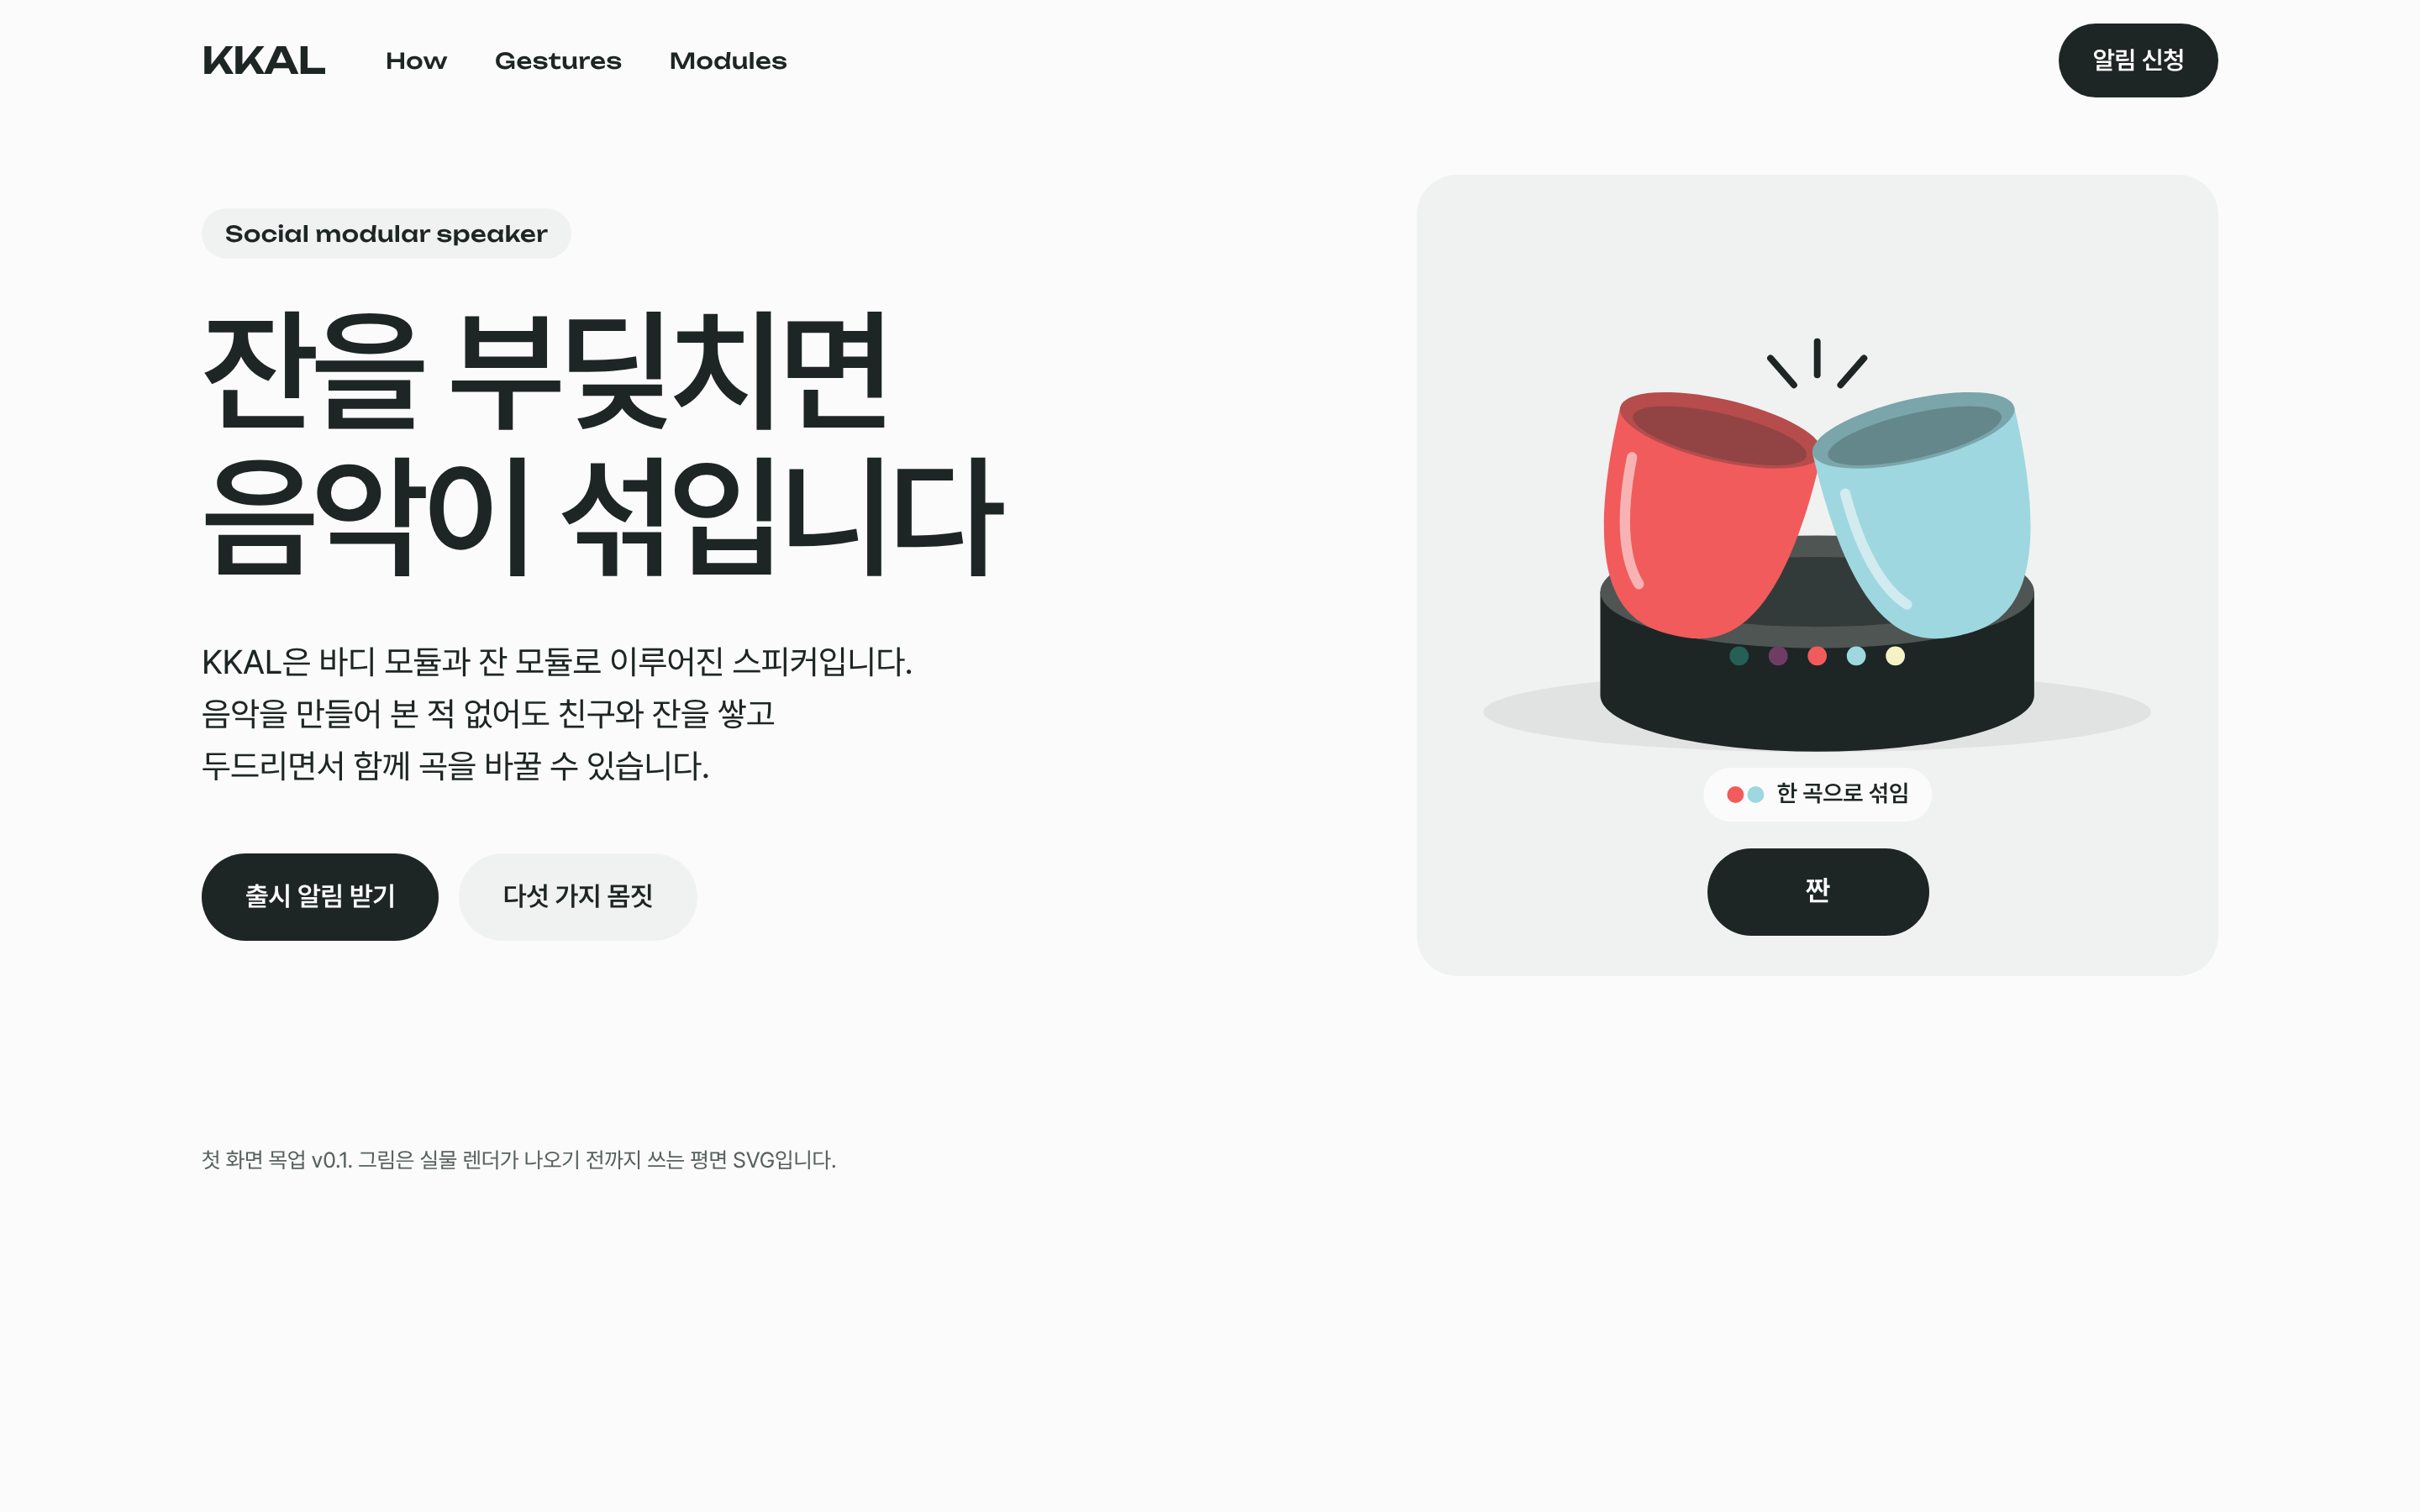 KKAL
How
Gestures
Modules
알림 신청
Social modular speaker
잔을 부딪치면
음악이 섞입니다
KKAL은 바디 모듈과 잔 모듈로 이루어진 스피커입니다.
음악을 만들어 본 적 없어도 친구와 잔을 쌓고
두드리면서 함께 곡을 바꿀 수 있습니다.
출시 알림 받기
다섯 가지 몸짓
한 곡으로 섞임
짠
첫 화면 목업 v0.1. 그림은 실물 렌더가 나오기 전까지 쓰는 평면 SVG입니다.